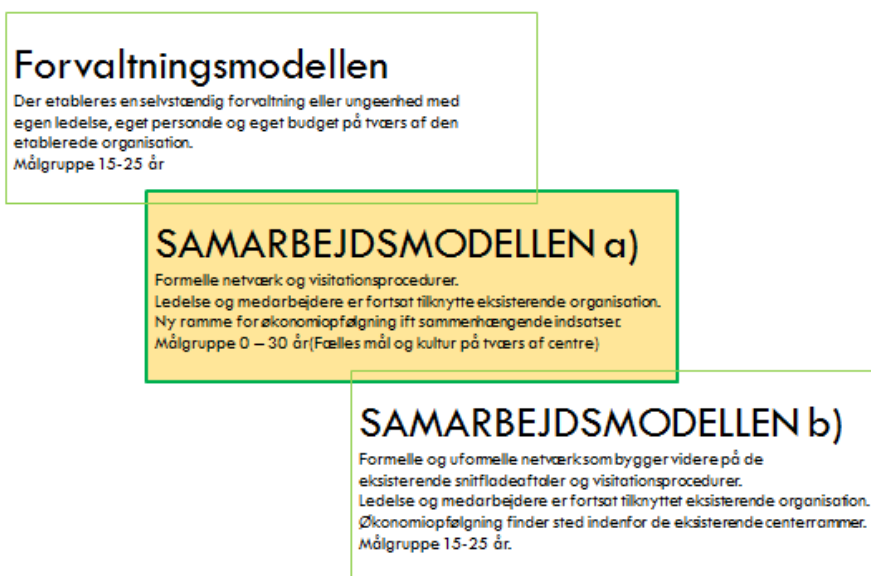 Forvaltningsmodellen
Der etableres en selvstændig forvaltning eller ungeenhed med
egen ledelse, eget personale og eget budget på tværs af den
etablerede organisation.
Målgruppe 15-25 år
SAMARBEJDSMODELLEN a)
Formelle netværk og visitationsprocedurer.
Ledelse og medarbejdere er fortsat tilknytte eksisterende organisation.
Ny ramme for økonomiopfølgning ift sammenhængende indsatser.
Målgruppe 0 – 30 år(Fælles mål og kultur på tværs af centre)
SAMARBEJDSMODELLEN b)
Formelle og uformelle netværk som bygger videre på de
eksisterende snitfladeaftaler og visitationsprocedurer.
Ledelse og medarbejdere er fortsat tilknyttet eksisterende organisation.
Økonomiopfølgning finder sted indenfor de eksisterende centerrammer.
Målgruppe 15-25 år.